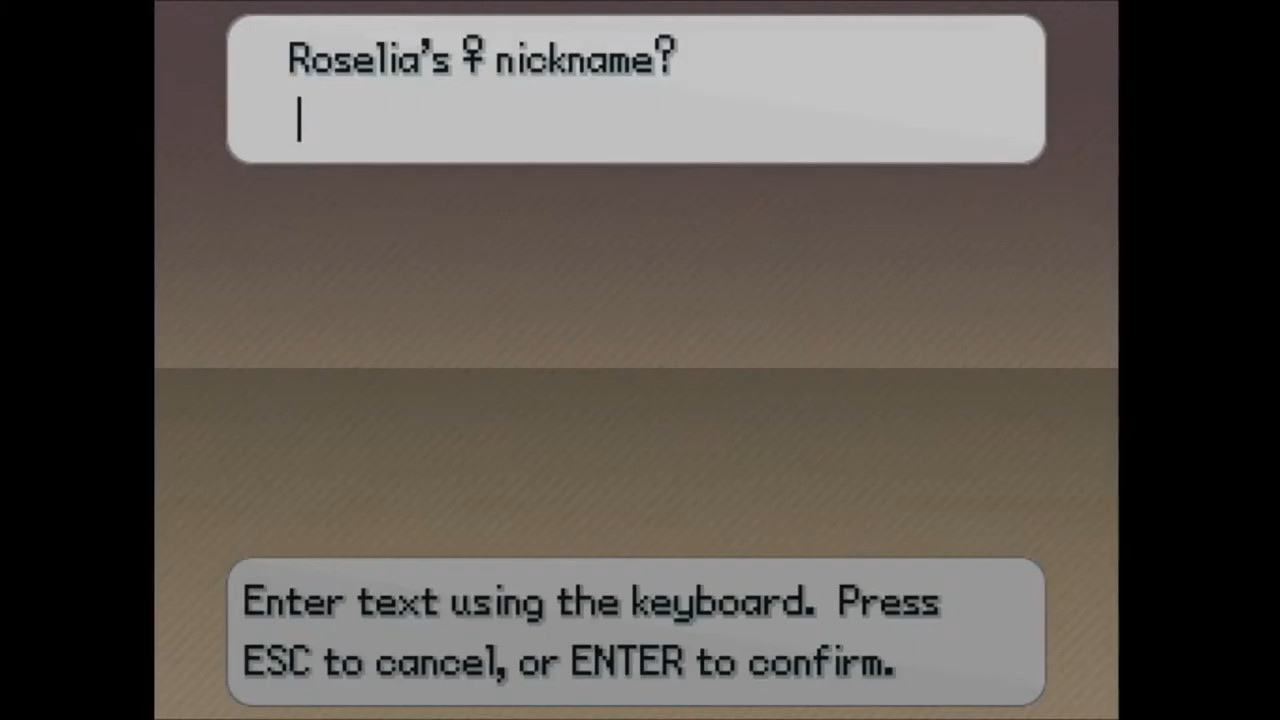 Roselia's ♀ nickname?
Enter text using the keyboard. Press
ESC to cancel, or ENTER to confirm.